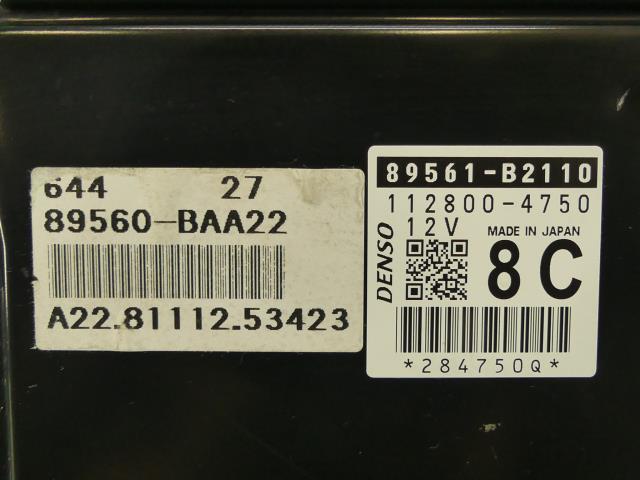 644 27
89560-BAA22
A22.81112.53423
89561-B2110
112800-4750
12V MADE IN JAPAN
DENSO
8C
*284750Q*